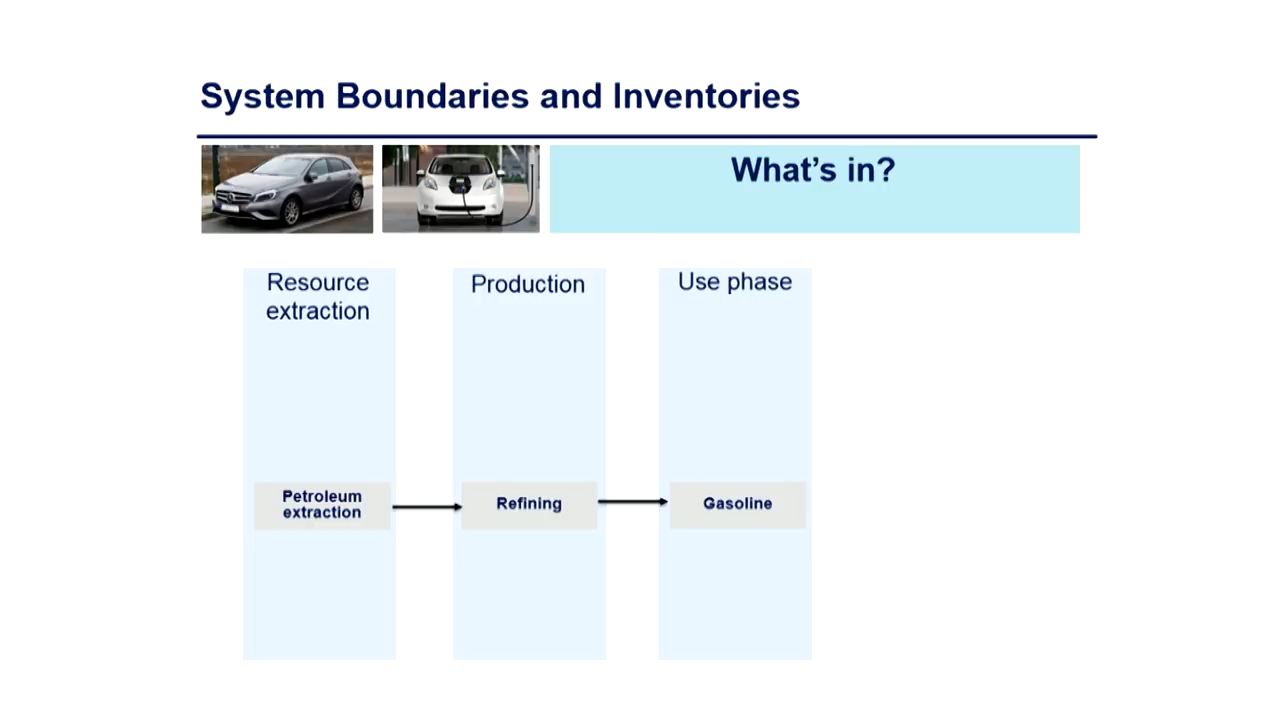 System Boundaries and Inventories
What's in?
Resource
extraction
Production
Use phase
Petroleum
extraction
Refining
Gasoline